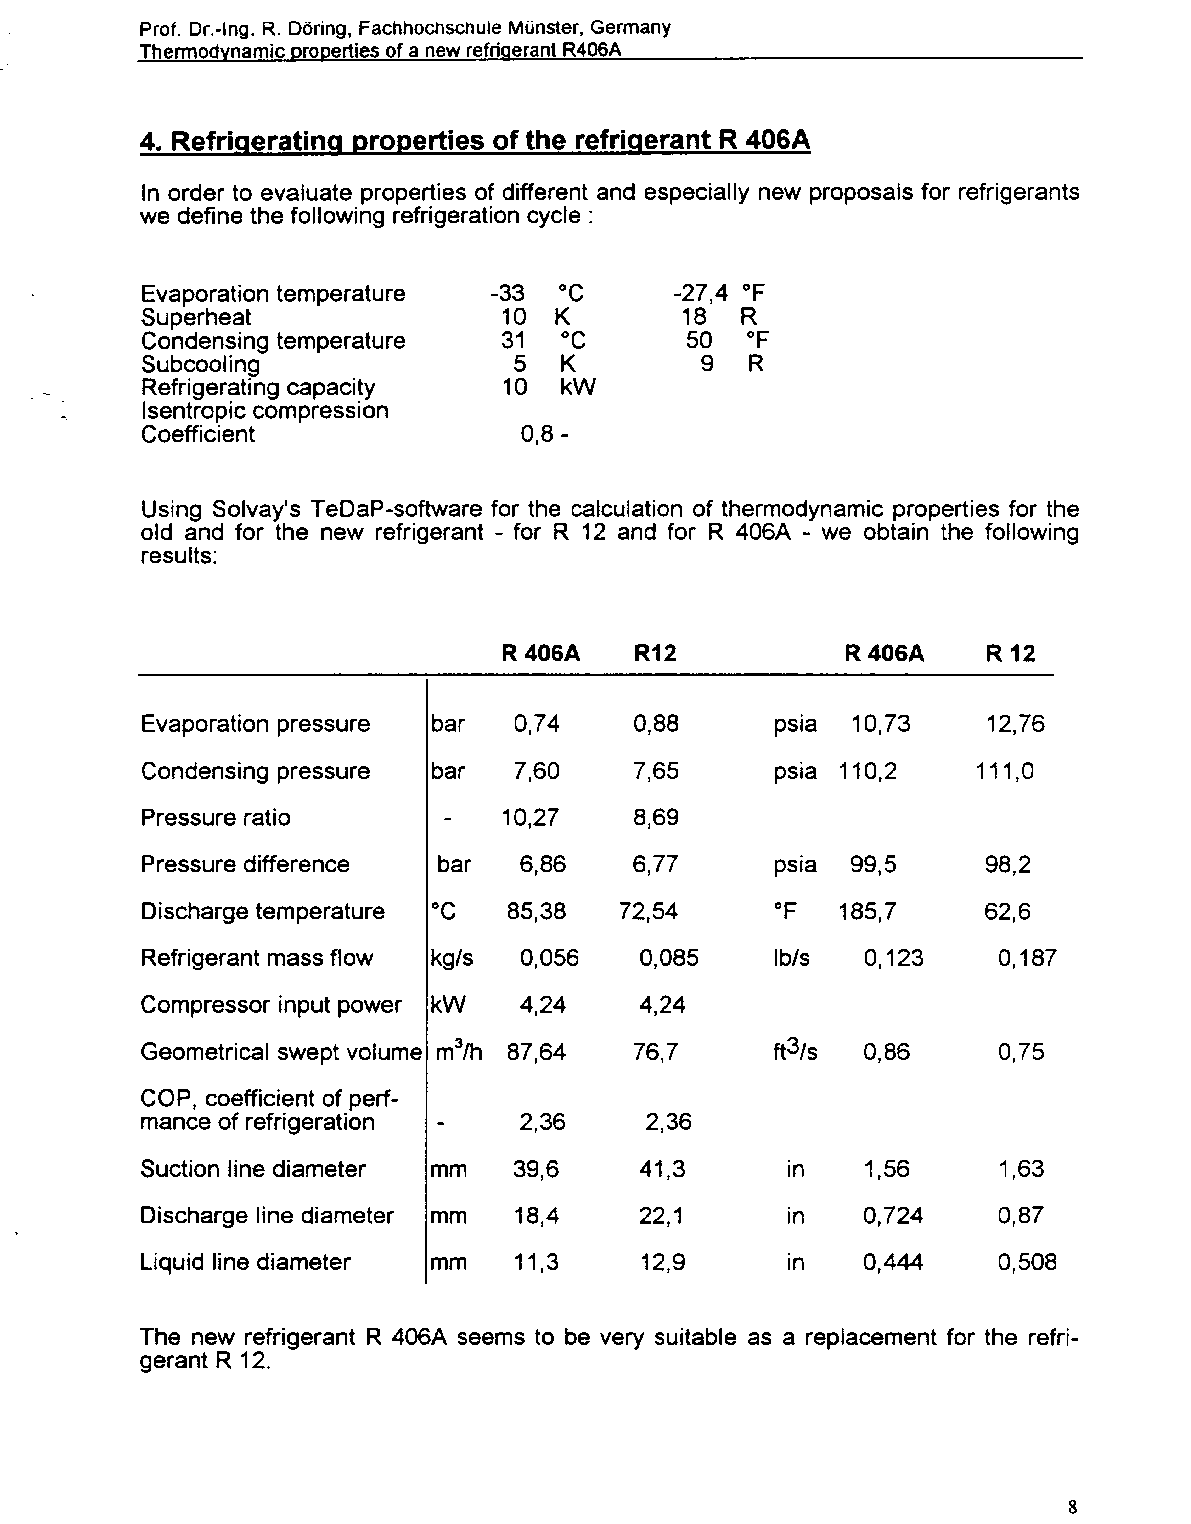 Prof. Dr.-Ing. R. Döring, Fachhochschule Münster, Germany
Thermodynamic properties of a new refrigerant R406A
4. Refrigerating properties of the refrigerant R 406A
In order to evaluate properties of different and especially new proposals for refrigerants
we define the following refrigeration cycle :
Evaporation temperature -33 °C -27,4 °F
Superheat 10 K 18 R
Condensing temperature 31 °C 50 °F
Subcooling 5 K 9 R
Refrigerating capacity 10 kW
Isentropic compression
Coefficient 0,8 -
Using Solvay's TeDaP-software for the calculation of thermodynamic properties for the
old and for the new refrigerant - for R 12 and for R 406A - we obtain the following
results:
R 406A R12 R 406A R 12
Evaporation pressure bar 0,74 0,88 psia 10,73 12,76
Condensing pressure bar 7,60 7,65 psia 110,2 111,0
Pressure ratio - 10,27 8,69
Pressure difference bar 6,86 6,77 psia 99,5 98,2
Discharge temperature °C 85,38 72,54 °F 185,7 62,6
Refrigerant mass flow kg/s 0,056 0,085 lb/s 0,123 0,187
Compressor input power kW 4,24 4,24
Geometrical swept volume m³/h 87,64 76,7 ft3/s 0,86 0,75
COP, coefficient of perf-
mance of refrigeration - 2,36 2,36
Suction line diameter mm 39,6 41,3 in 1,56 1,63
Discharge line diameter mm 18,4 22,1 in 0,724 0,87
Liquid line diameter mm 11,3 12,9 in 0,444 0,508
The new refrigerant R 406A seems to be very suitable as a replacement for the refri-
gerant R 12.
8